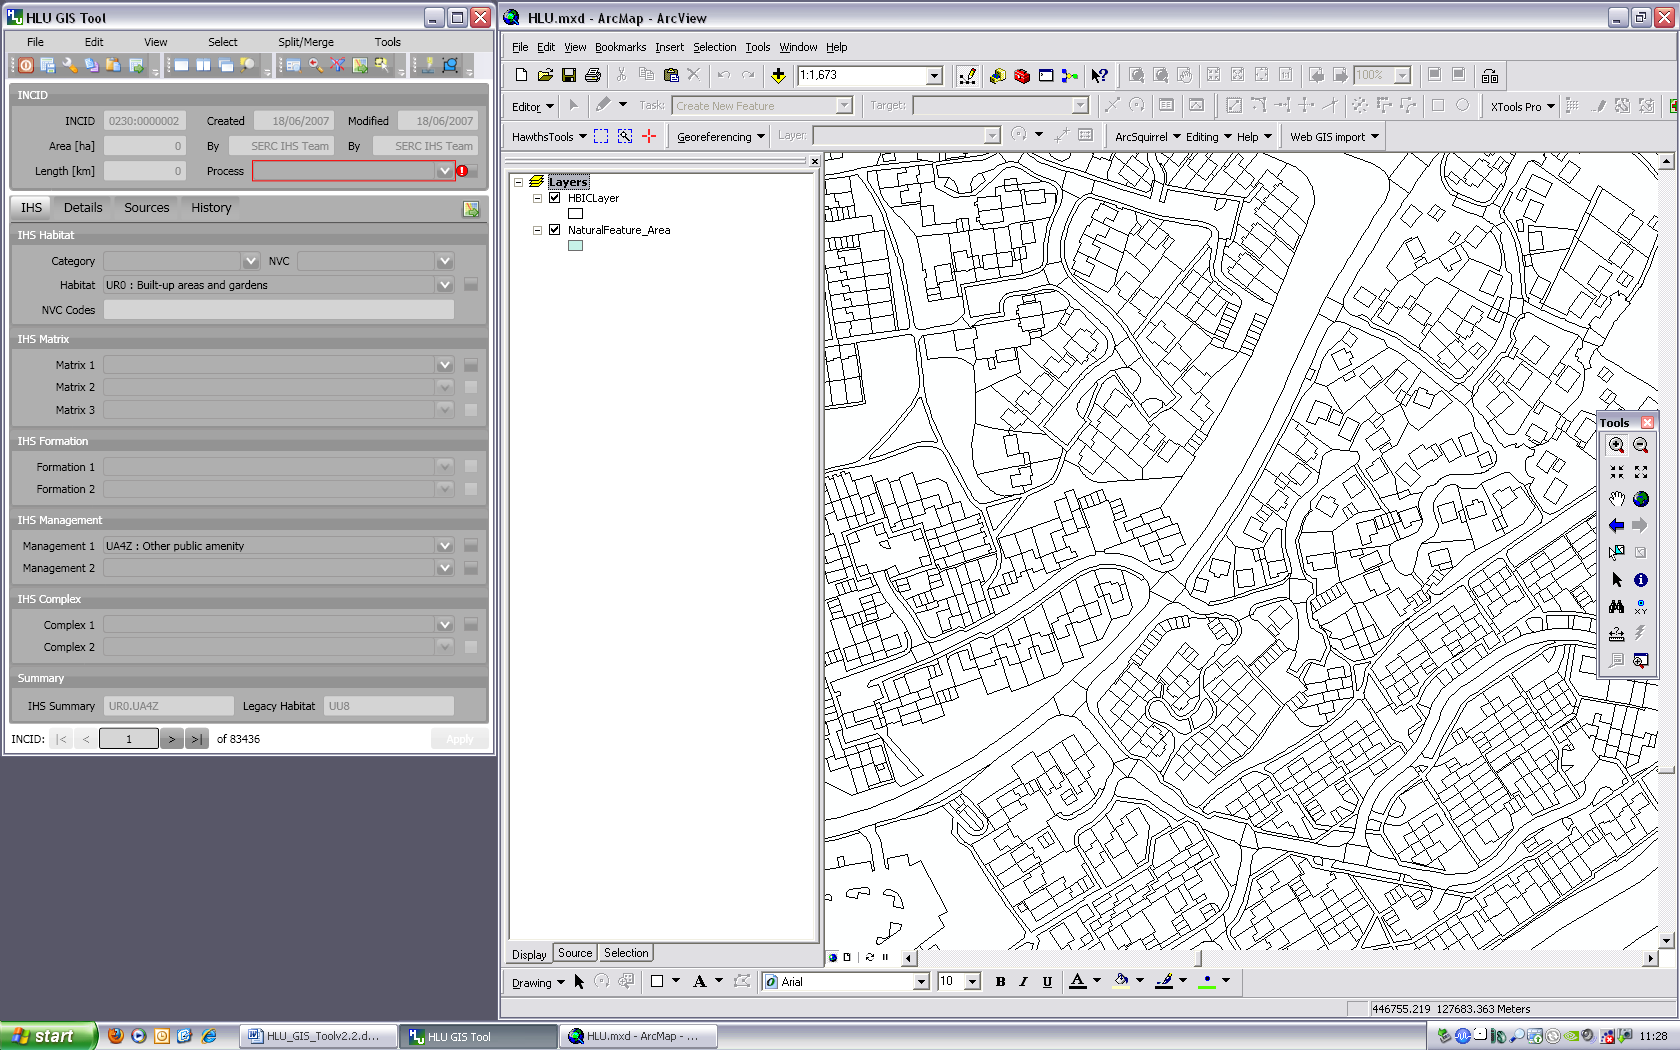 HLU GIS Tool
File Edit View Select Split/Merge Tools
INCID
INCID 0230:0000002 Created 18/06/2007 Modified 18/06/2007
Area [ha] 0 By SERC IHS Team By SERC IHS Team
Length [km] 0 Process
IHS Details Sources History
IHS Habitat
Category NVC
Habitat UR0 : Built-up areas and gardens
NVC Codes
IHS Matrix
Matrix 1
Matrix 2
Matrix 3
IHS Formation
Formation 1
Formation 2
IHS Management
Management 1 UA4Z : Other public amenity
Management 2
IHS Complex
Complex 1
Complex 2
Summary
IHS Summary UR0.UA4Z Legacy Habitat UU8
INCID: |< < 1 > >| of 83436 Apply
HLU.mxd - ArcMap - ArcView
File Edit View Bookmarks Insert Selection Tools Window Help
1:1,673 100%
Editor Task: Create New Feature Target: XTools Pro
HawthsTools Georeferencing Layer: ArcSquirrel Editing Help Web GIS import
Layers
HBICLayer
NaturalFeature_Area
Tools
Display Source Selection
Drawing A Arial 10 B I U A
446755.219 127683.363 Meters
start HLU_GIS_Toolv2.2.d... HLU GIS Tool HLU.mxd - ArcMap - ... 11:28